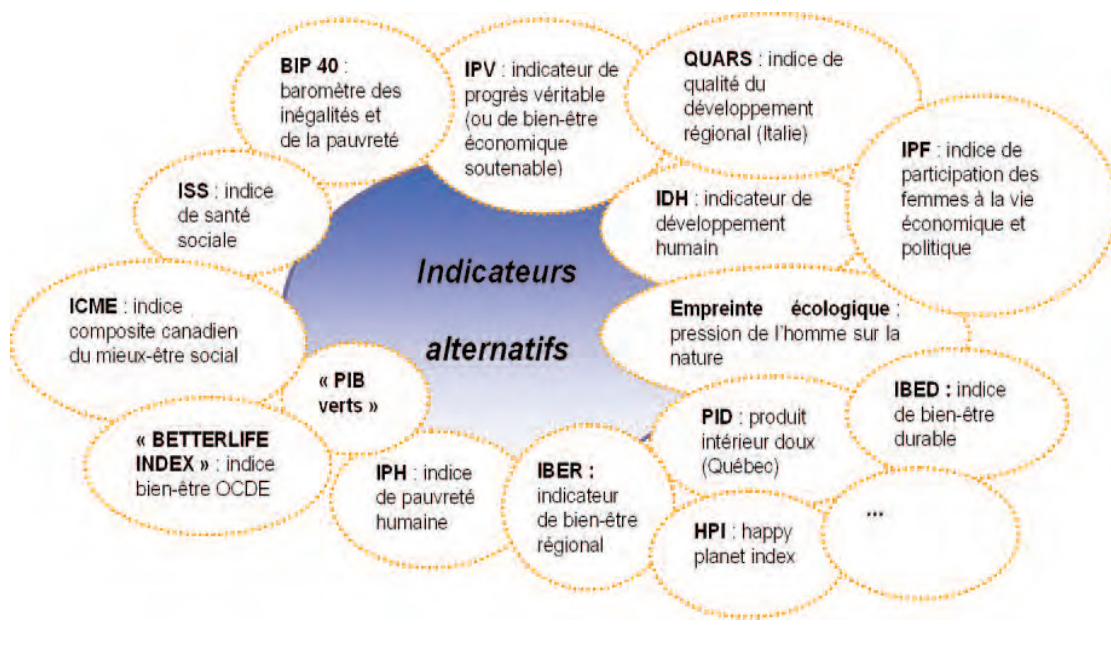 BIP 40 :
baromètre des
inégalités et
de la pauvreté
IPV : indicateur de
progrès véritable
(ou de bien-être
économique
soutenable)
QUARS : indice de
qualité du
développement
régional (Italie)
IPF : indice de
participation des
femmes à la vie
économique et
politique
ISS : indice
de santé
sociale
IDH : indicateur de
développement
humain
Indicateurs
alternatifs
ICME : indice
composite canadien
du mieux-être social
Empreinte écologique :
pression de l'homme sur la
nature
« PIB
verts »
IBED : indice
de bien-être
durable
« BETTERLIFE
INDEX » : indice
bien-être OCDE
PID : produit
intérieur doux
(Québec)
IPH : indice
de pauvreté
humaine
IBER :
indicateur
de bien-être
régional
HPI : happy
planet index
...